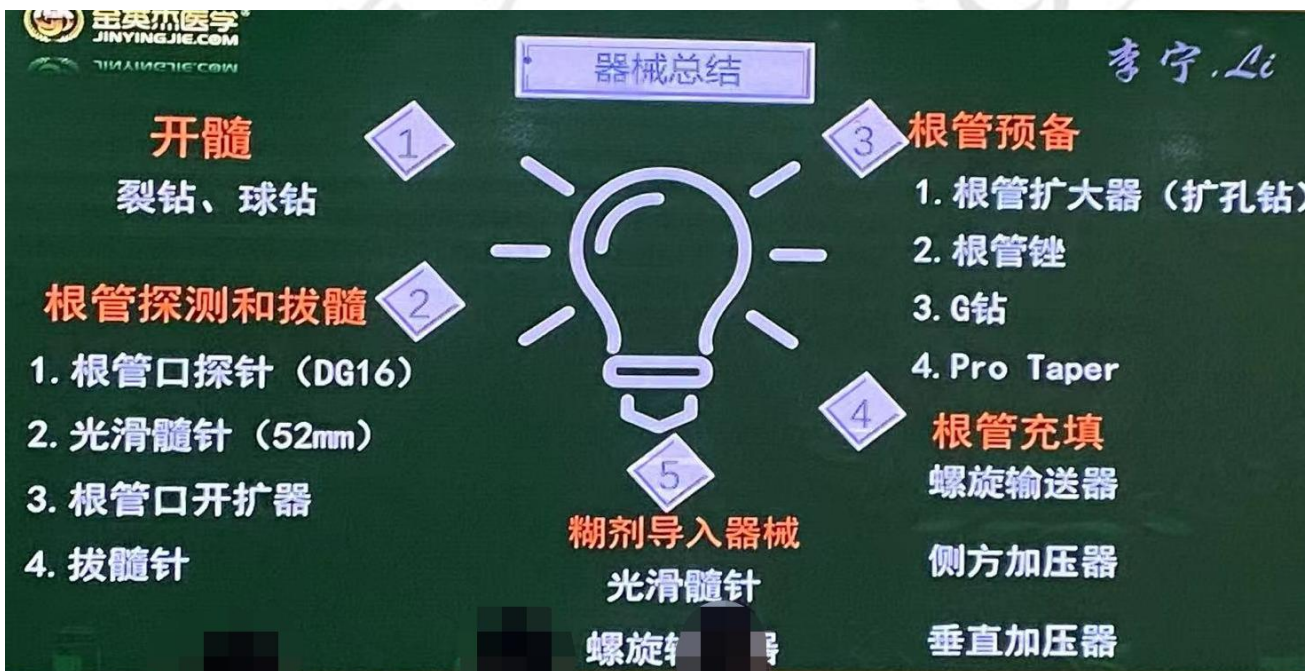 金英杰医学
JINYINGJIE.COM
器械总结
李宁.Li
开髓
1
裂钻、球钻
根管探测和拔髓
2
1. 根管口探针（DG16）
2. 光滑髓针（52mm）
3. 根管口开扩器
4. 拔髓针
3
根管预备
1. 根管扩大器（扩孔钻）
2. 根管锉
3. G钻
4. Pro Taper
4
根管充填
螺旋输送器
侧方加压器
垂直加压器
5
糊剂导入器械
光滑髓针
螺旋